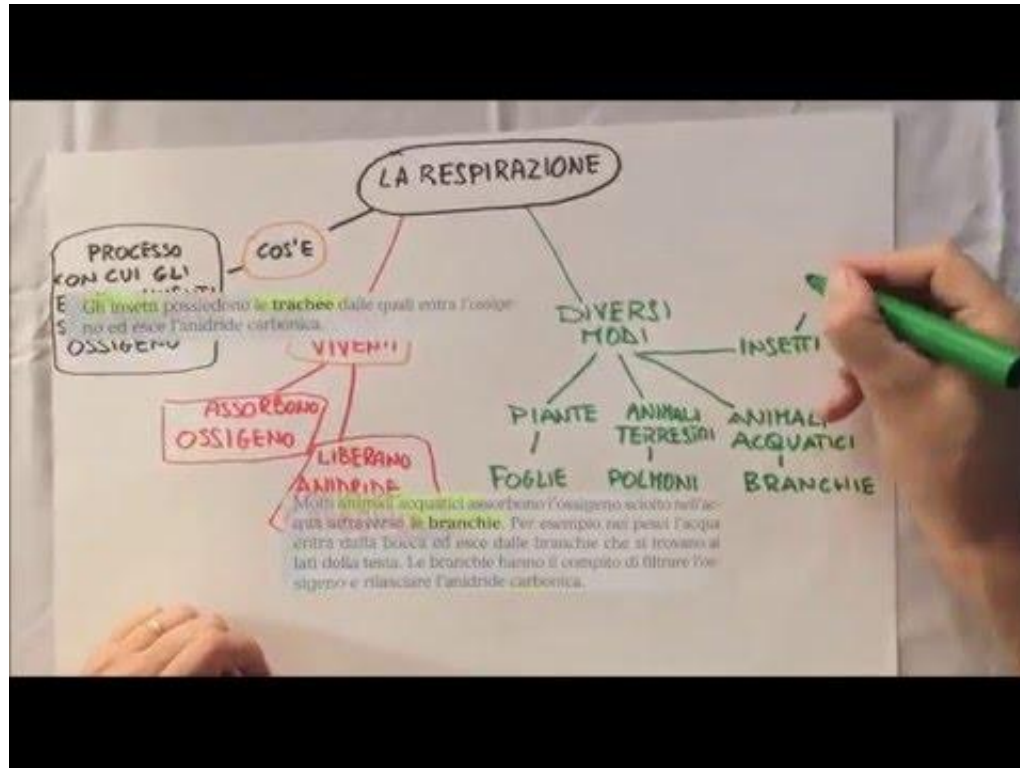 LA RESPIRAZIONE
COS'E
PROCESSO
CON CUI GLI
E
S
OSSIGENO
Gli insetti possiedono le trachee dalle quali entra l'ossige-
no ed esce l'anidride carbonica.
VIVENTI
ASSORBONO
OSSIGENO
LIBERANO
ANIDRIDE
DIVERSI
MODI
PIANTE
FOGLIE
ANIMALI
TERRESTRI
POLMONI
ANIMALI
ACQUATICI
BRANCHIE
INSETTI
Molti animali acquatici assorbono l'ossigeno sciolto nell'ac-
qua attraverso le branchie. Per esempio nei pesci l'acqua
entra dalla bocca ed esce dalle branchie che si trovano ai
lati della testa. Le branchie hanno il compito di filtrare l'os-
sigeno e rilasciare l'anidride carbonica.